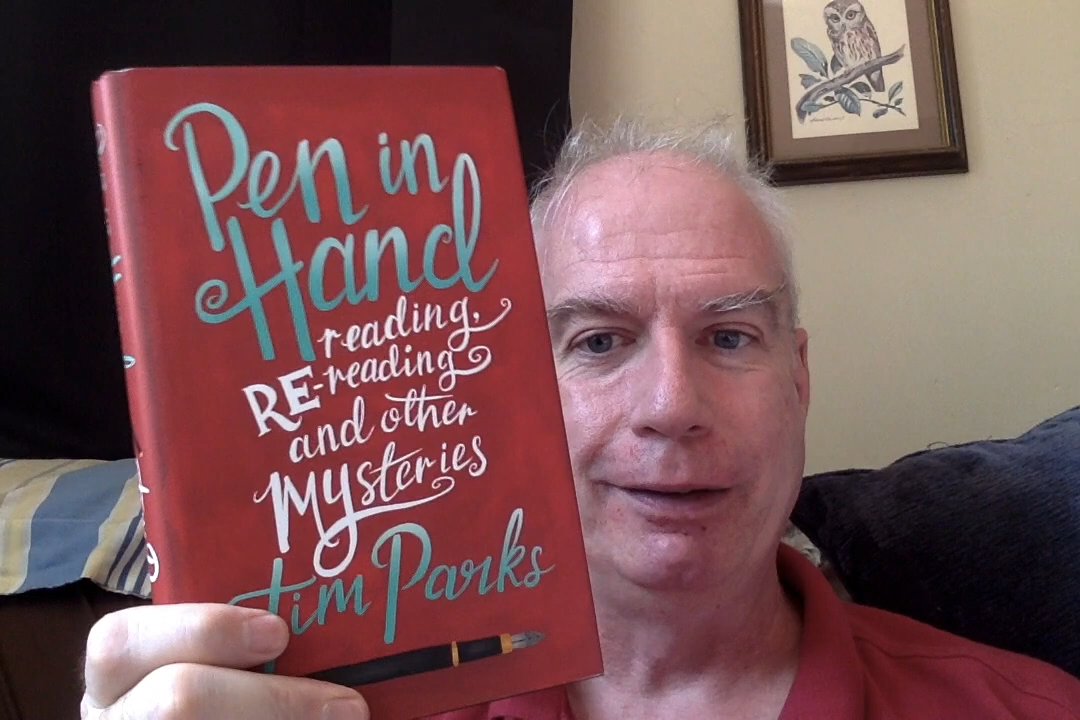 Pen in
Hand
reading,
RE-reading
and other
Mysteries
Tim Parks